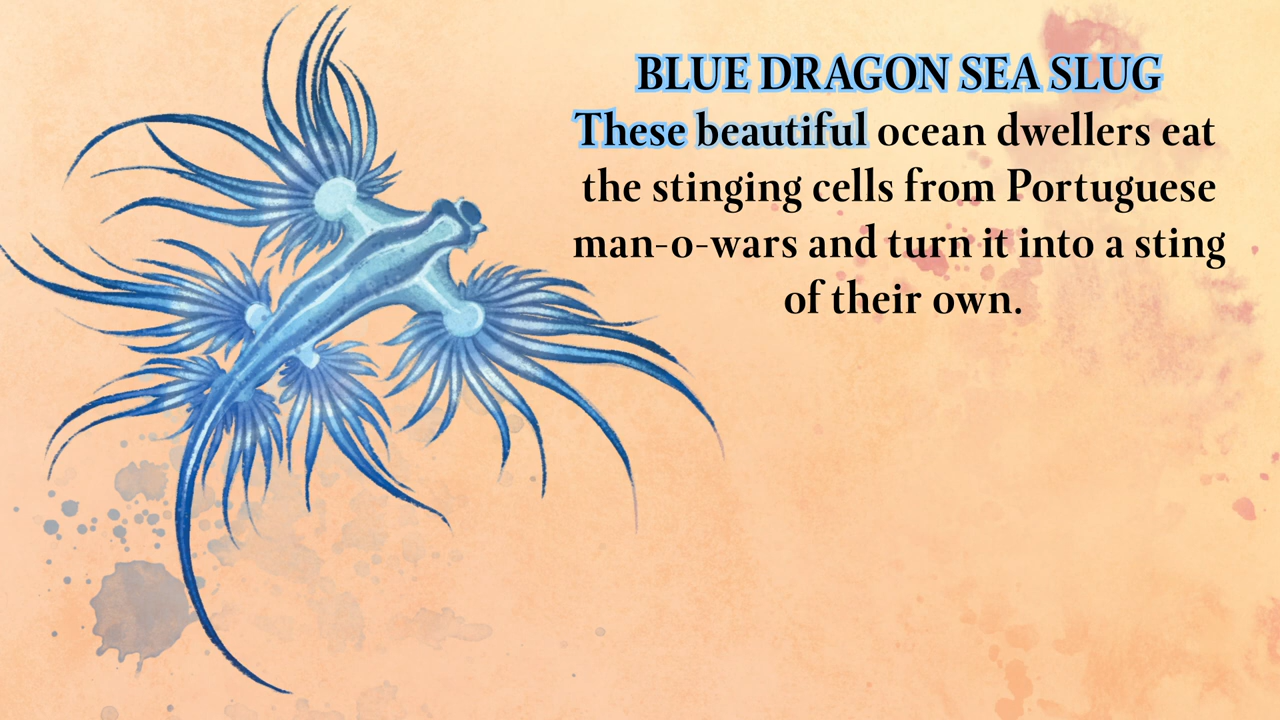 BLUE DRAGON SEA SLUG
These beautiful ocean dwellers eat
the stinging cells from Portuguese
man-o-wars and turn it into a sting
of their own.